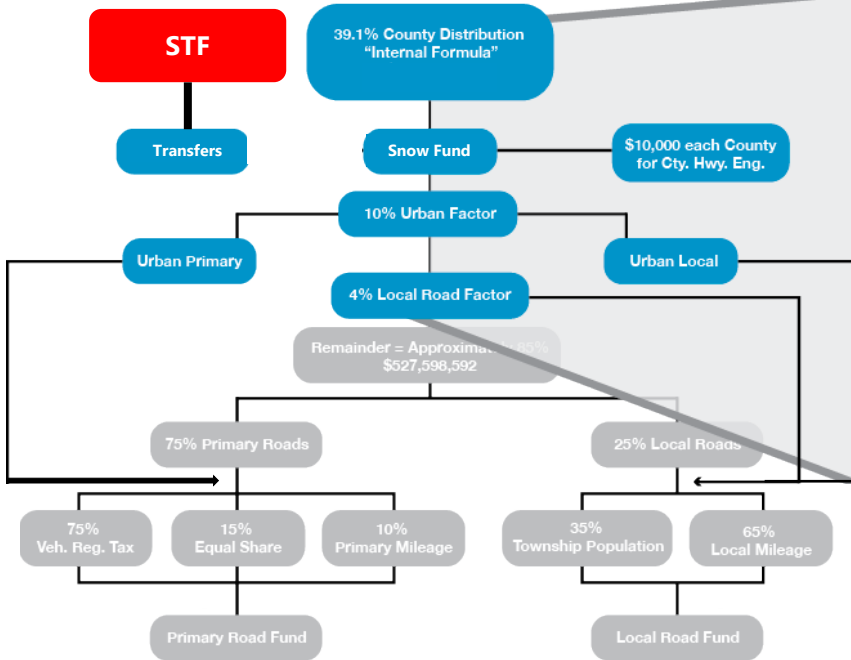 STF
39.1% County Distribution
“Internal Formula”
Transfers
Snow Fund
$10,000 each County
for Cty. Hwy. Eng.
10% Urban Factor
Urban Primary
Urban Local
4% Local Road Factor
Remainder = Approximately 85%
$527,598,592
75% Primary Roads
25% Local Roads
75%
Veh. Reg. Tax
15%
Equal Share
10%
Primary Mileage
35%
Township Population
65%
Local Mileage
Primary Road Fund
Local Road Fund